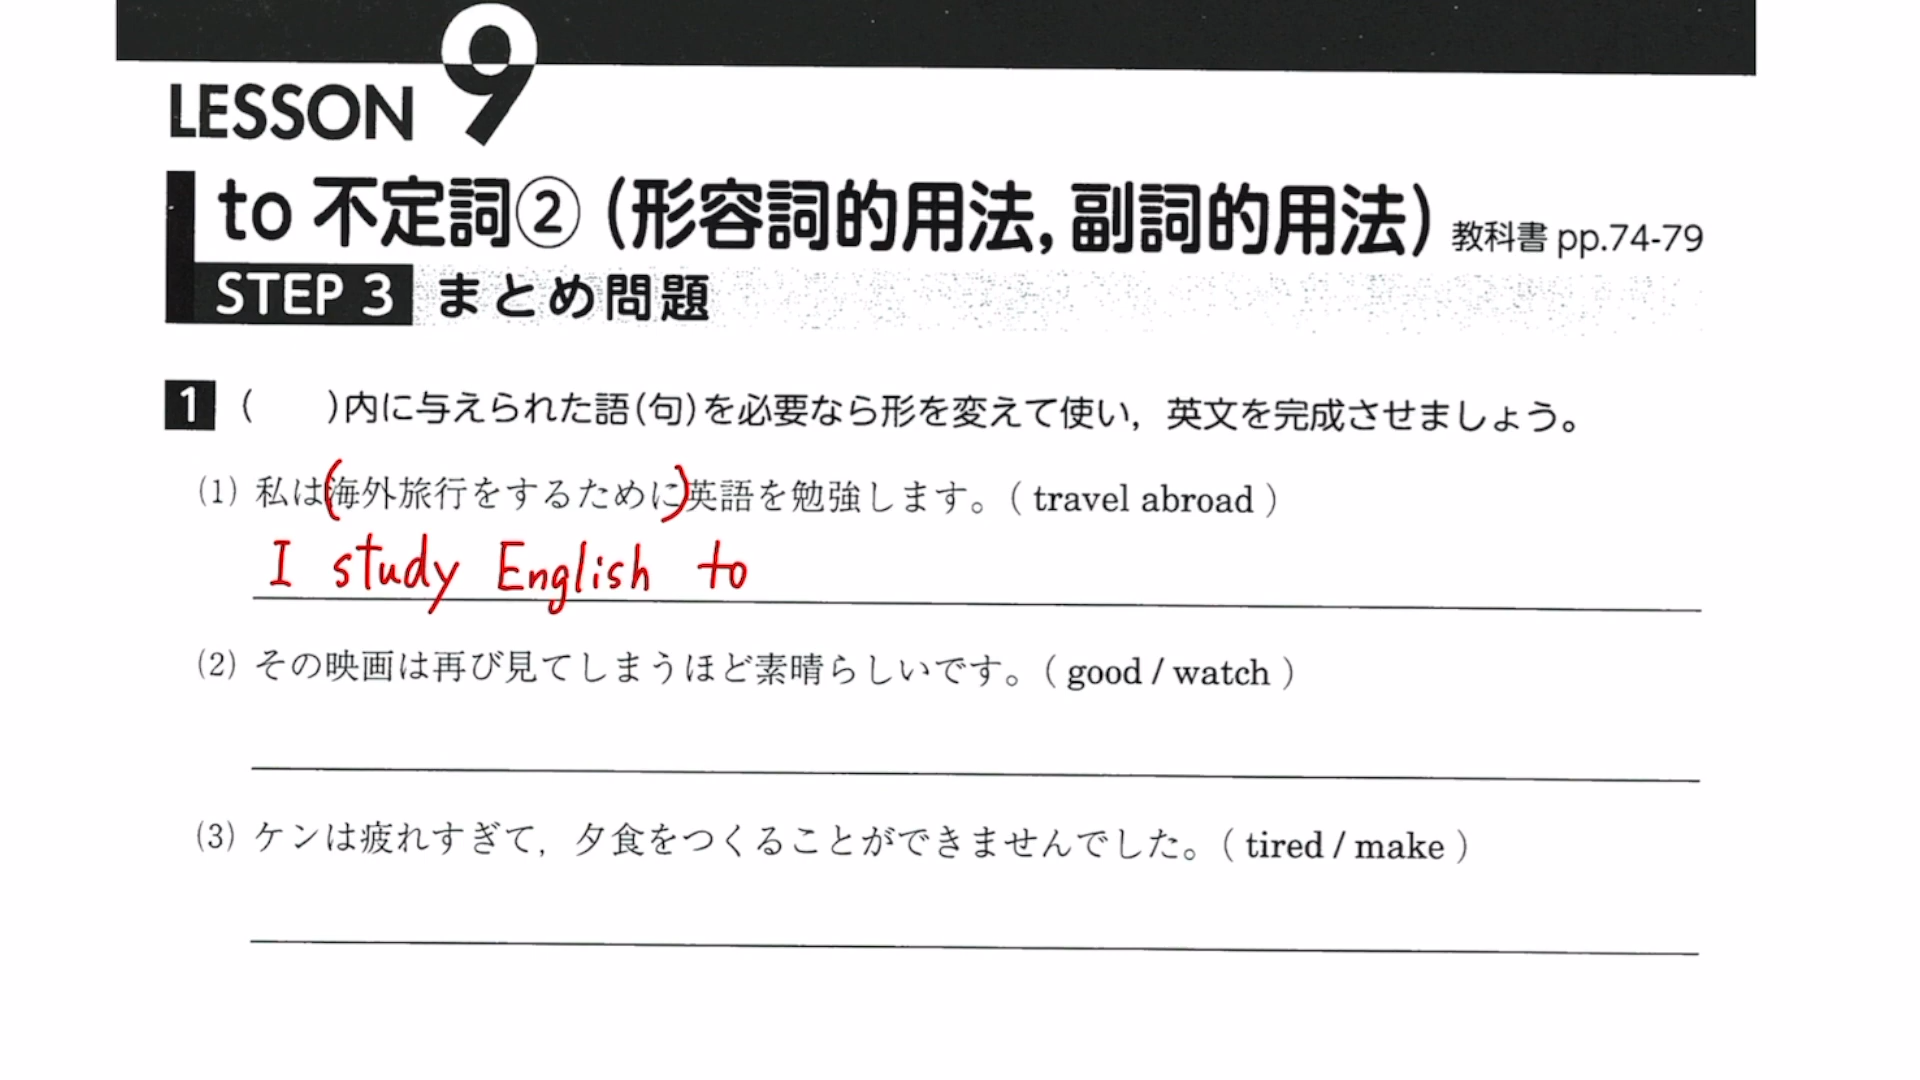 LESSON 9
to 不定詞②（形容詞的用法，副詞的用法） 教科書 pp.74-79
STEP 3 まとめ問題
1 （　　）内に与えられた語（句）を必要なら形を変えて使い，英文を完成させましょう。
(1) 私は(海外旅行をするために)英語を勉強します。（ travel abroad ）
I study English to
(2) その映画は再び見てしまうほど素晴らしいです。（ good / watch ）
(3) ケンは疲れすぎて，夕食をつくることができませんでした。（ tired / make ）